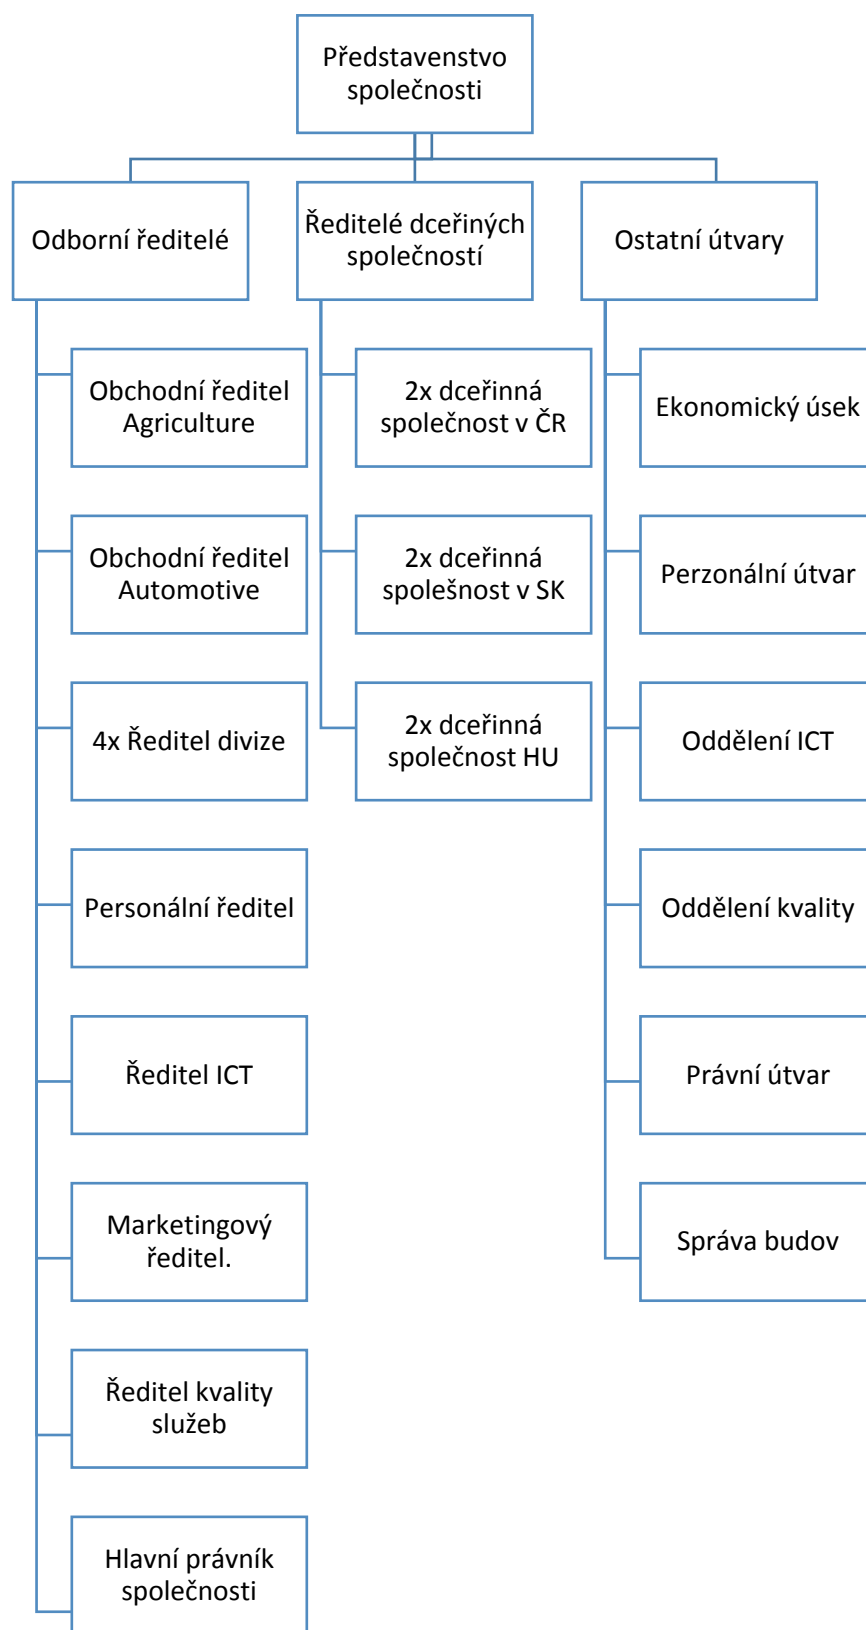 Představenstvo
společnosti
Odborní ředitelé
Ředitelé dceřiných
společností
Ostatní útvary
Obchodní ředitel
Agriculture
Obchodní ředitel
Automotive
4x Ředitel divize
Personální ředitel
Ředitel ICT
Marketingový
ředitel.
Ředitel kvality
služeb
Hlavní právník
společnosti
2x dceřinná
společnost v ČR
2x dceřinná
spolešnost v SK
2x dceřinná
společnost HU
Ekonomický úsek
Perzonální útvar
Oddělení ICT
Oddělení kvality
Právní útvar
Správa budov